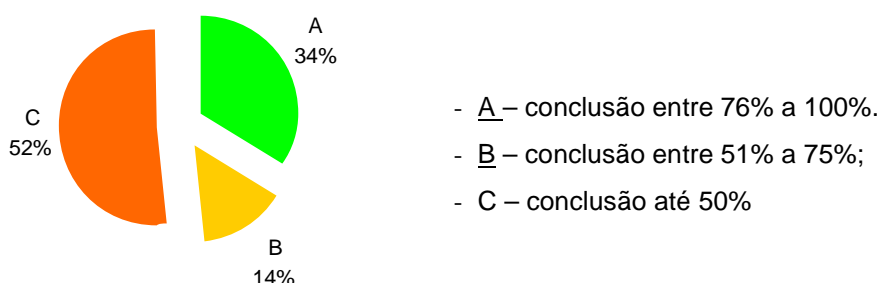 A
34%
C
52%
B
14%
- A – conclusão entre 76% a 100%.
- B – conclusão entre 51% a 75%;
- C – conclusão até 50%